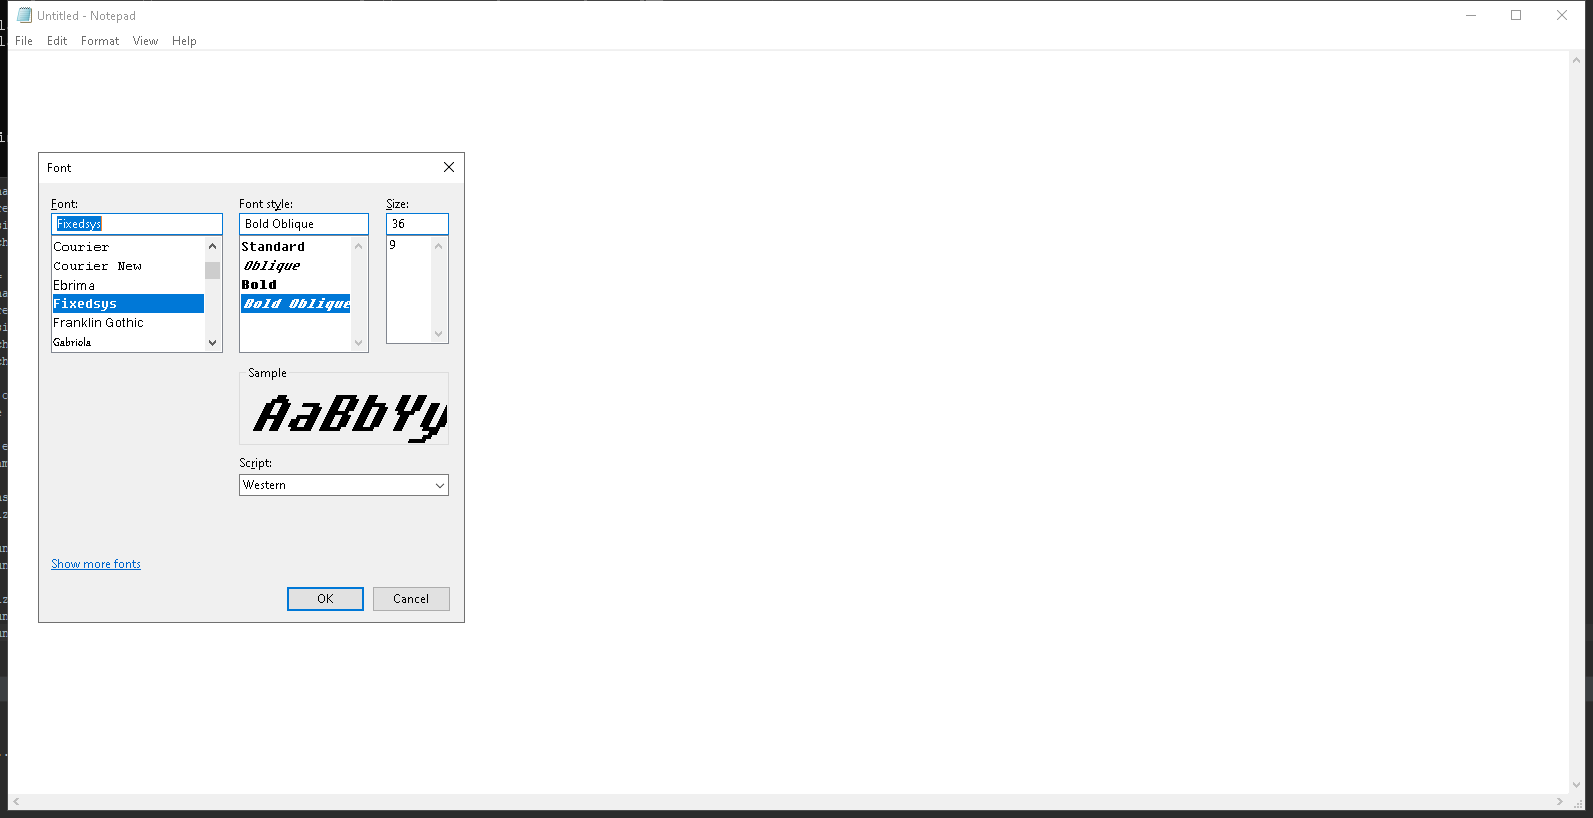 Untitled - Notepad
File Edit Format View Help
Font
Font: Font style: Size:
Fixedsys Bold Oblique 36
Courier Standard 9
Courier New Oblique
Ebrima Bold
Fixedsys Bold Oblique
Franklin Gothic
Gabriola
Sample
AaBbYy
Script:
Western
Show more fonts
OK Cancel